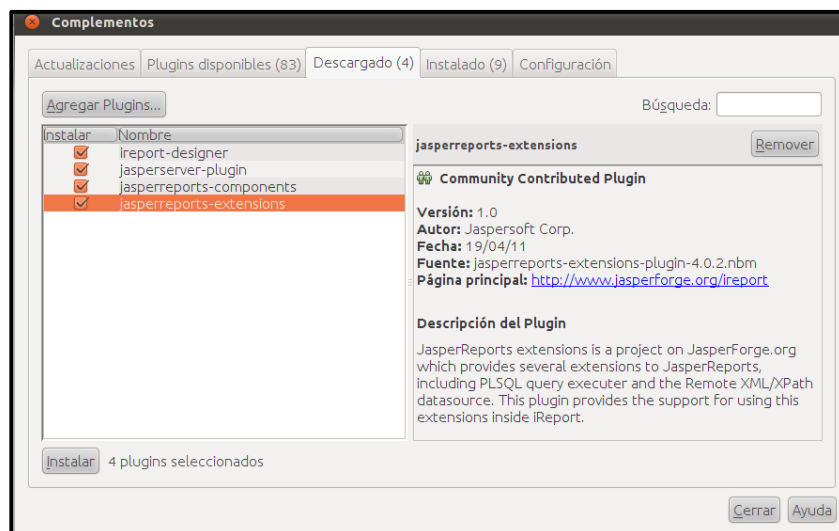 Complementos
Actualizaciones Plugins disponibles (83) Descargado (4) Instalado (9) Configuración
Agregar Plugins... Búsqueda:
Instalar Nombre
ireport-designer
jasperserver-plugin
jasperreports-components
jasperreports-extensions
jasperreports-extensions Remover
Community Contributed Plugin
Versión: 1.0
Autor: Jaspersoft Corp.
Fecha: 19/04/11
Fuente: jasperreports-extensions-plugin-4.0.2.nbm
Página principal: http://www.jasperforge.org/ireport
Descripción del Plugin
JasperReports extensions is a project on JasperForge.org
which provides several extensions to JasperReports,
including PLSQL query executer and the Remote XML/XPath
datasource. This plugin provides the support for using this
extensions inside iReport.
Instalar 4 plugins seleccionados
Cerrar Ayuda